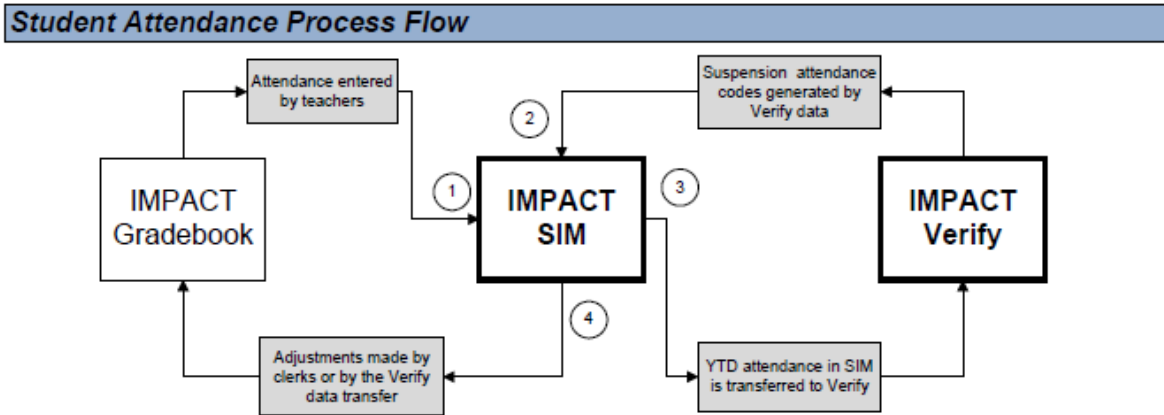 Student Attendance Process Flow
Attendance entered
by teachers
Suspension attendance
codes generated by
Verify data
2
1
3
IMPACT
Gradebook
IMPACT
SIM
IMPACT
Verify
4
Adjustments made by
clerks or by the Verify
data transfer
YTD attendance in SIM
is transferred to Verify